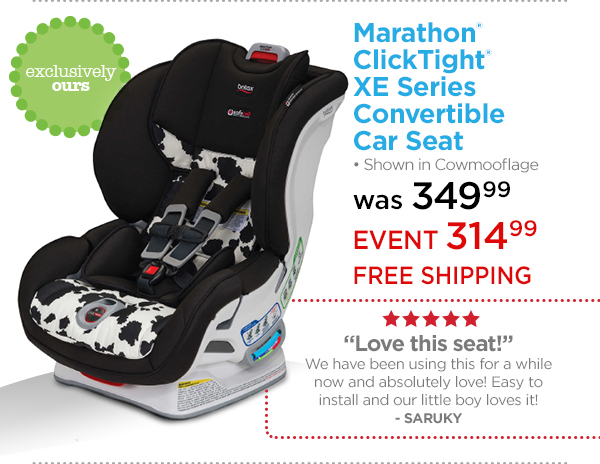 exclusively
ours
britax
safecell
Marathon®
ClickTight®
XE Series
Convertible
Car Seat
• Shown in Cowmooflage
was 349⁹⁹
EVENT 314⁹⁹
FREE SHIPPING
“Love this seat!”
We have been using this for a while
now and absolutely love! Easy to
install and our little boy loves it!
- SARUKY